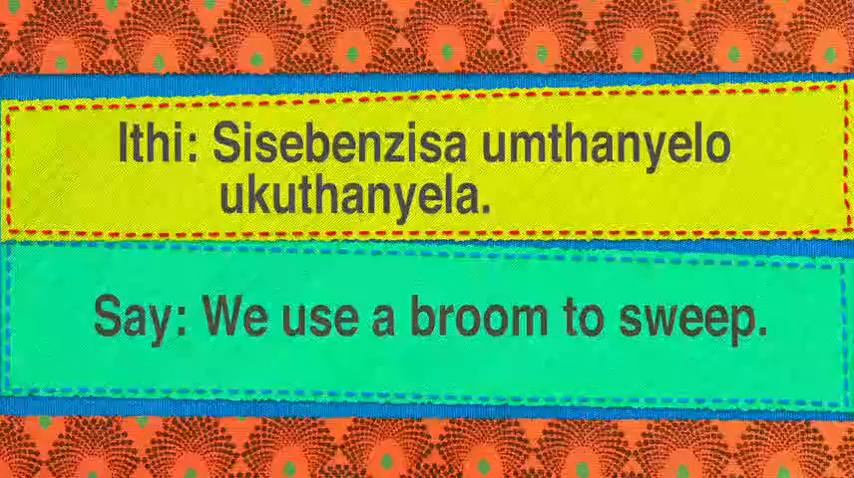 Ithi: Sisebenzisa umthanyelo
ukuthanyela.
Say: We use a broom to sweep.